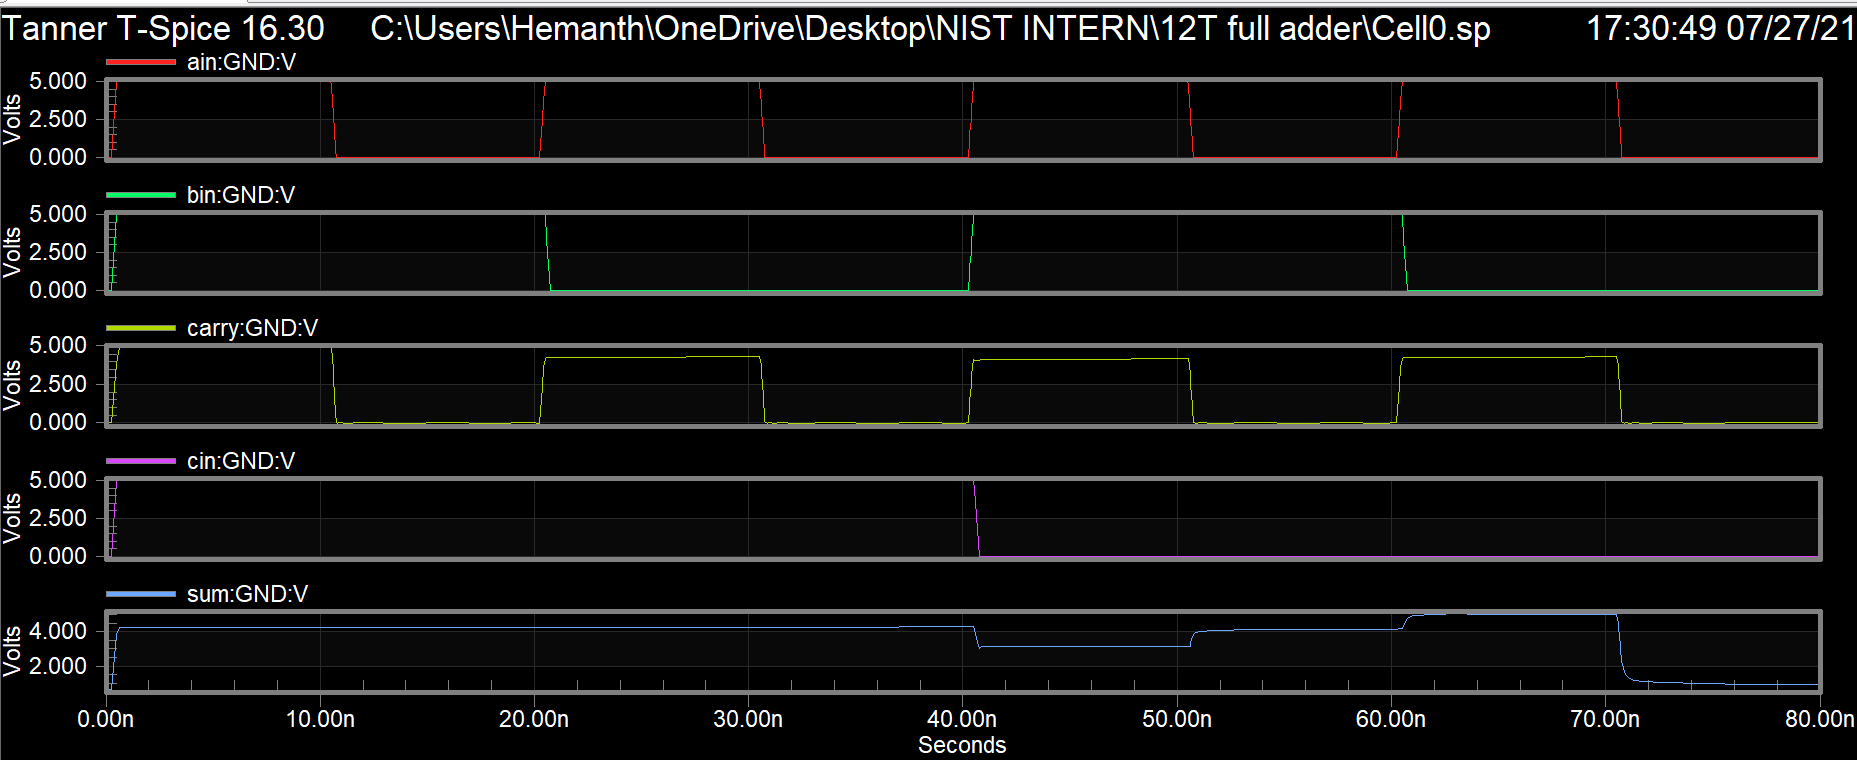 Tanner T-Spice 16.30 C:\Users\Hemanth\OneDrive\Desktop\NIST INTERN\12T full adder\Cell0.sp 17:30:49 07/27/21
ain:GND:V
5.000
2.500
0.000
Volts
bin:GND:V
5.000
2.500
0.000
Volts
carry:GND:V
5.000
2.500
0.000
Volts
cin:GND:V
5.000
2.500
0.000
Volts
sum:GND:V
4.000
2.000
Volts
0.00n 10.00n 20.00n 30.00n 40.00n 50.00n 60.00n 70.00n 80.00n
Seconds